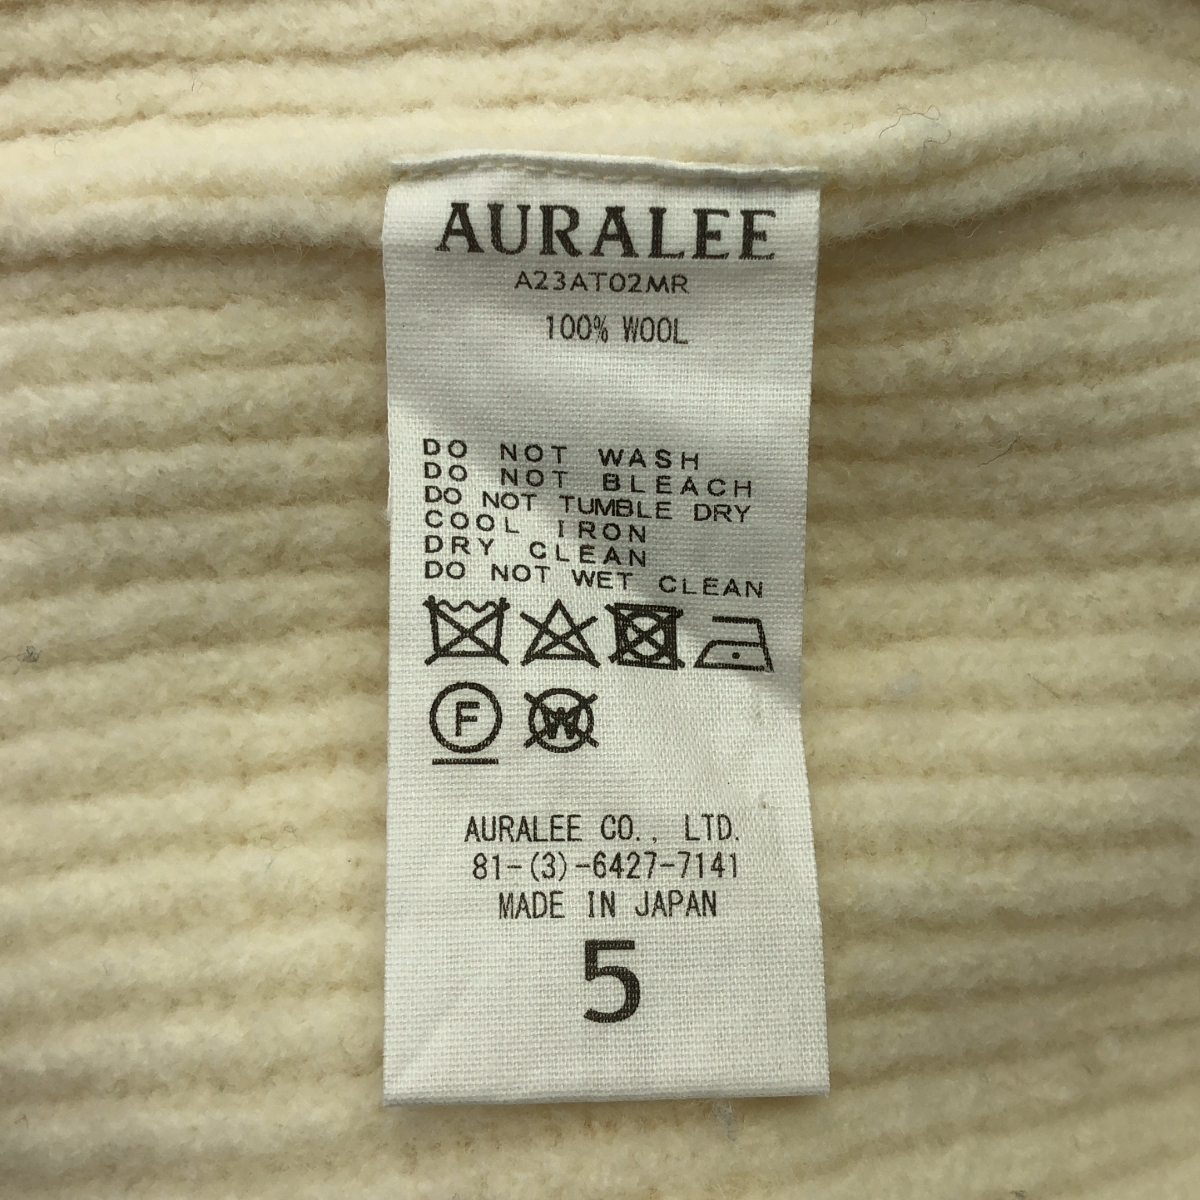 AURALEE
A23AT02MR
100% WOOL
DO NOT WASH
DO NOT BLEACH
DO NOT TUMBLE DRY
COOL IRON
DRY CLEAN
DO NOT WET CLEAN
F W
AURALEE CO., LTD.
81-(3)-6427-7141
MADE IN JAPAN
5